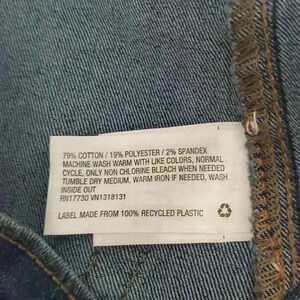 79% COTTON / 19% POLYESTER / 2% SPANDEX
MACHINE WASH WARM WITH LIKE COLORS, NORMAL
CYCLE, ONLY NON CHLORINE BLEACH WHEN NEEDED
TUMBLE DRY MEDIUM, WARM IRON IF NEEDED, WASH
INSIDE OUT
RN17730 VN1318131
LABEL MADE FROM 100% RECYCLED PLASTIC